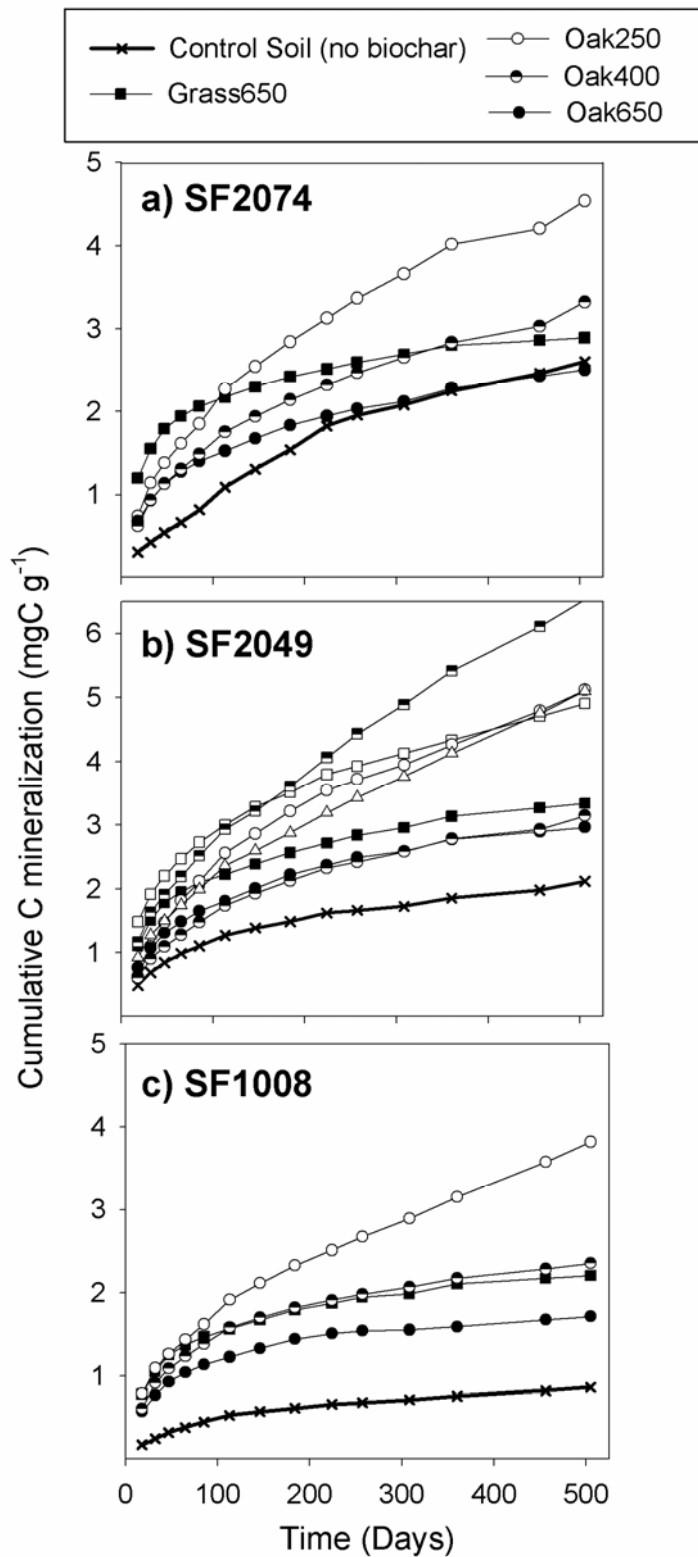 Control Soil (no biochar)
Grass650
Oak250
Oak400
Oak650
Cumulative C mineralization (mgC g⁻¹)
a) SF2074
5
4
3
2
1
b) SF2049
6
5
4
3
2
1
c) SF1008
5
4
3
2
1
0 100 200 300 400 500
Time (Days)